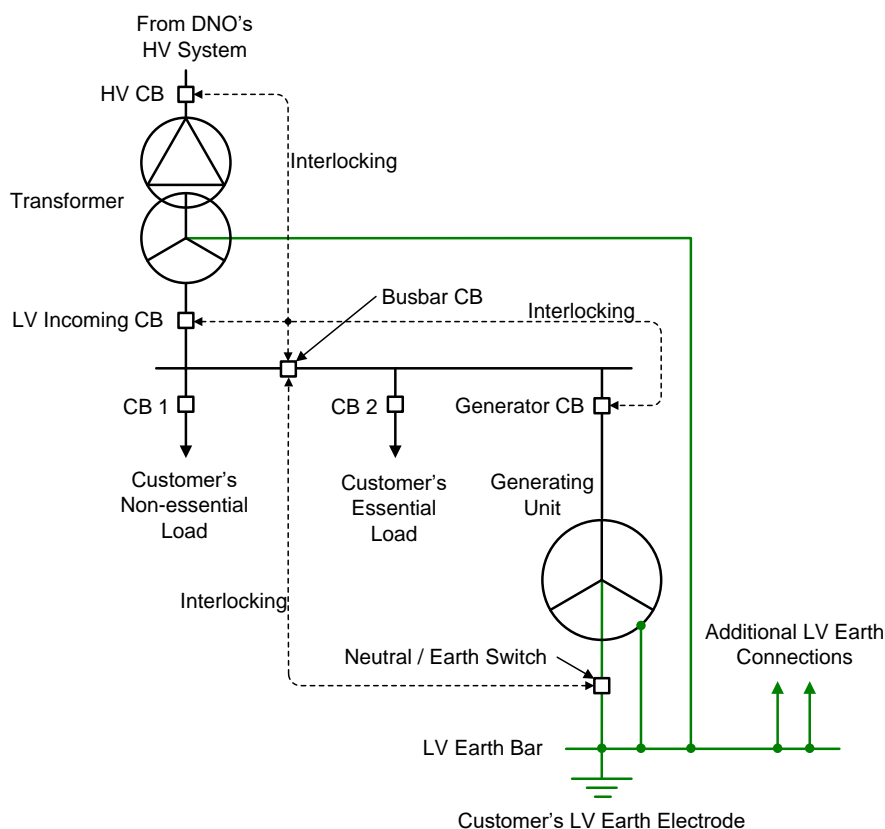 From DNO’s
HV System
HV CB
Interlocking
Transformer
Busbar CB
LV Incoming CB
Interlocking
CB 1
CB 2
Generator CB
Customer’s
Non-essential
Load
Customer’s
Essential
Load
Generating
Unit
Interlocking
Additional LV Earth
Connections
Neutral / Earth Switch
LV Earth Bar
Customer’s LV Earth Electrode